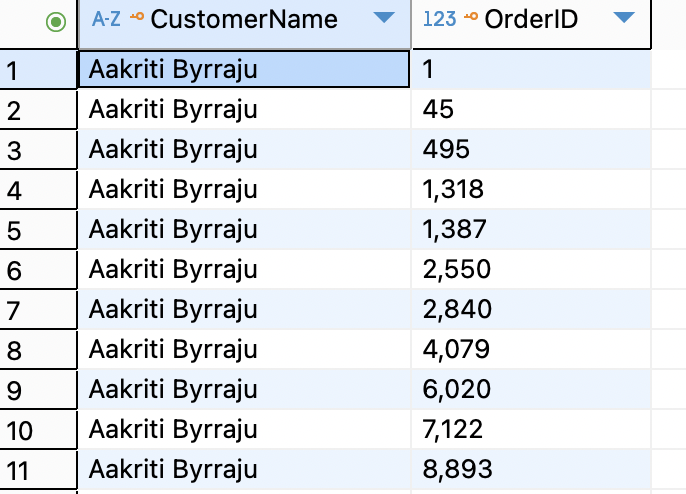 A-Z CustomerName 123 OrderID
1 Aakriti Byrraju 1
2 Aakriti Byrraju 45
3 Aakriti Byrraju 495
4 Aakriti Byrraju 1,318
5 Aakriti Byrraju 1,387
6 Aakriti Byrraju 2,550
7 Aakriti Byrraju 2,840
8 Aakriti Byrraju 4,079
9 Aakriti Byrraju 6,020
10 Aakriti Byrraju 7,122
11 Aakriti Byrraju 8,893